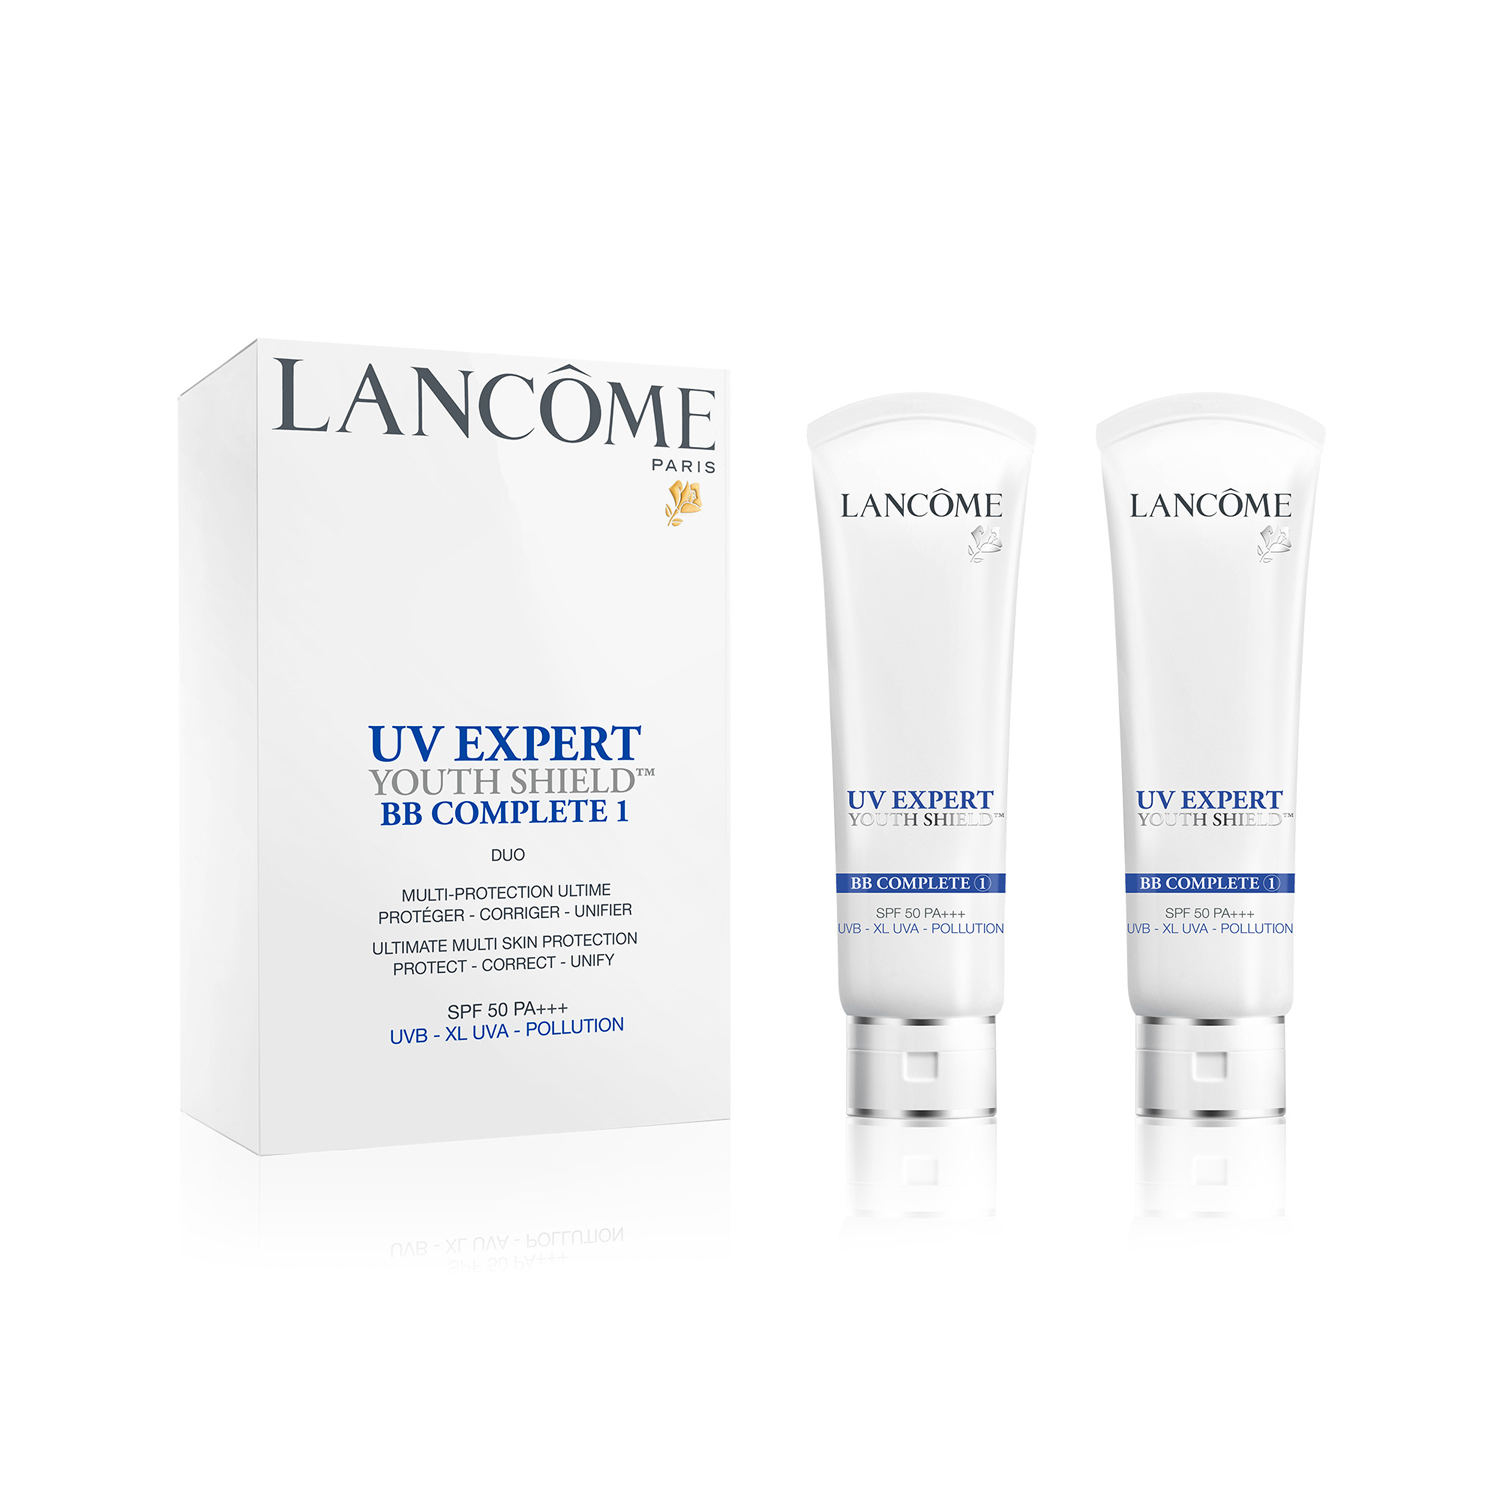 LANCÔME
PARIS
UV EXPERT
YOUTH SHIELD™
BB COMPLETE 1
DUO
MULTI-PROTECTION ULTIME
PROTÉGER - CORRIGER - UNIFIER
ULTIMATE MULTI SKIN PROTECTION
PROTECT - CORRECT - UNIFY
SPF 50 PA+++
UVB - XL UVA - POLLUTION
LANCÔME
UV EXPERT
YOUTH SHIELD™
BB COMPLETE ①
SPF 50 PA+++
UVB - XL UVA - POLLUTION
LANCÔME
UV EXPERT
YOUTH SHIELD™
BB COMPLETE ①
SPF 50 PA+++
UVB - XL UVA - POLLUTION